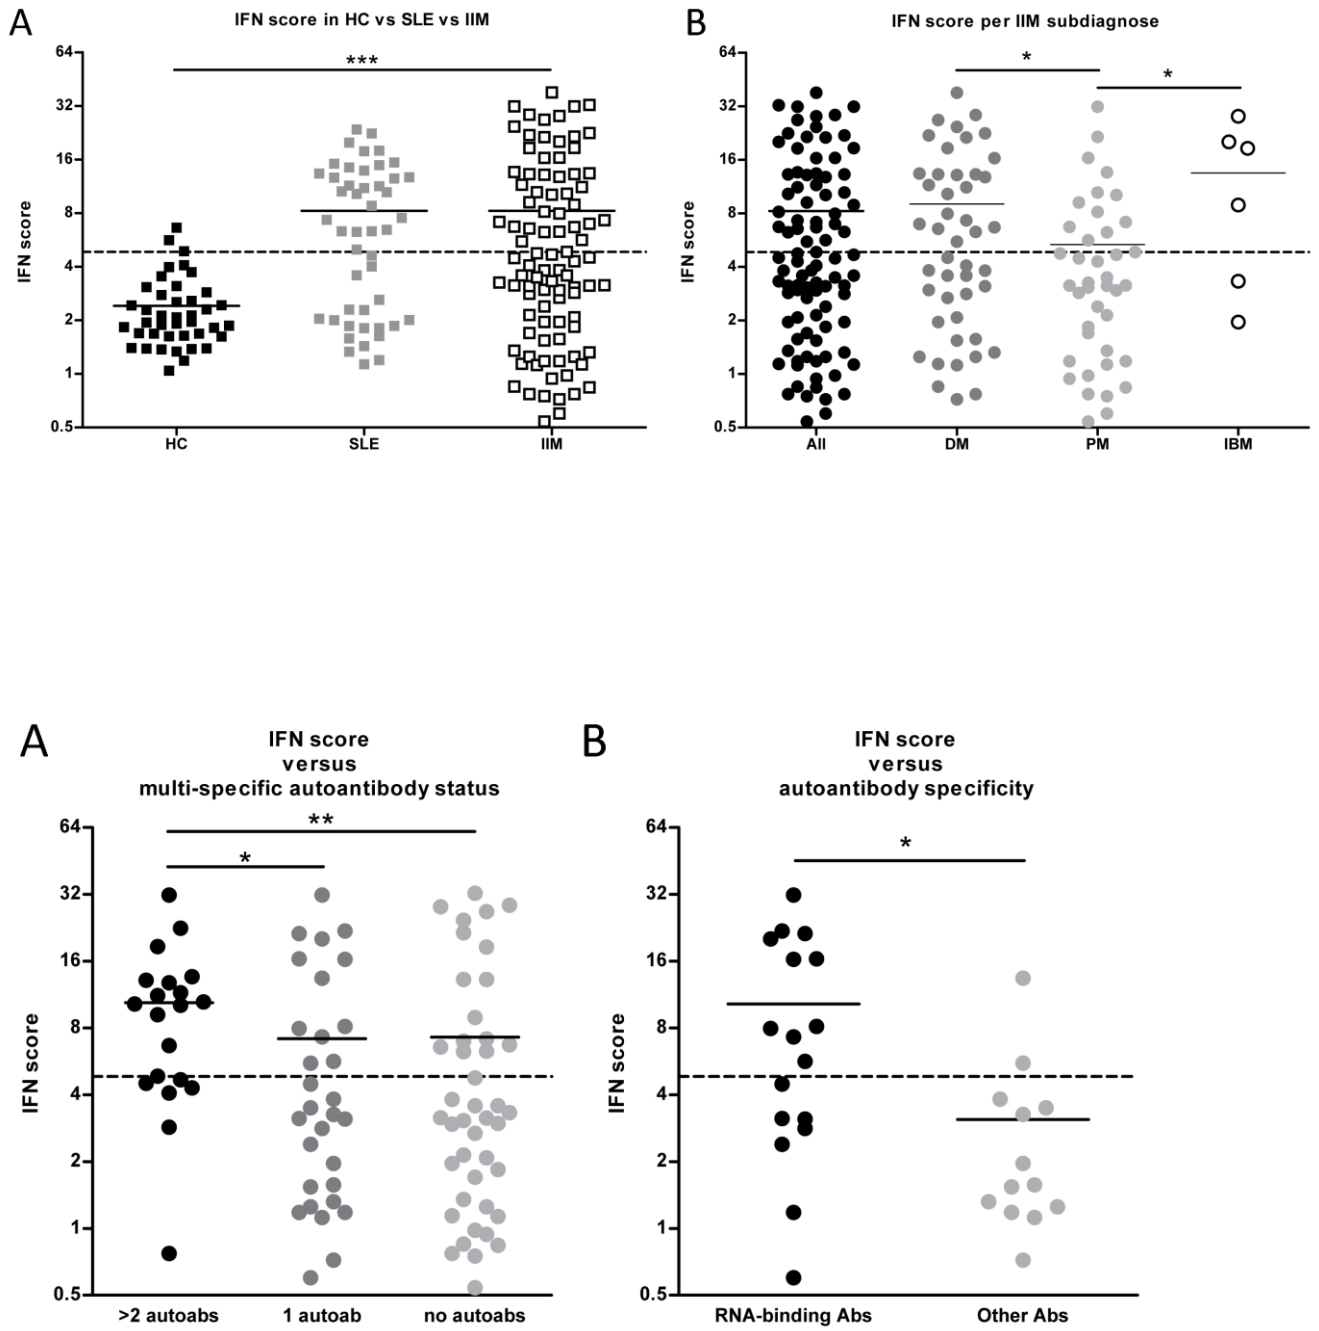 A
IFN score in HC vs SLE vs IIM
***
64
32
16
8
4
2
1
0.5
IFN score
HC SLE IIM
B
IFN score per IIM subdiagnose
*
*
64
32
16
8
4
2
1
0.5
IFN score
All DM PM IBM
A
IFN score
versus
multi-specific autoantibody status
**
*
64
32
16
8
4
2
1
0.5
IFN score
>2 autoabs 1 autoab no autoabs
B
IFN score
versus
autoantibody specificity
*
64
32
16
8
4
2
1
0.5
IFN score
RNA-binding Abs Other Abs